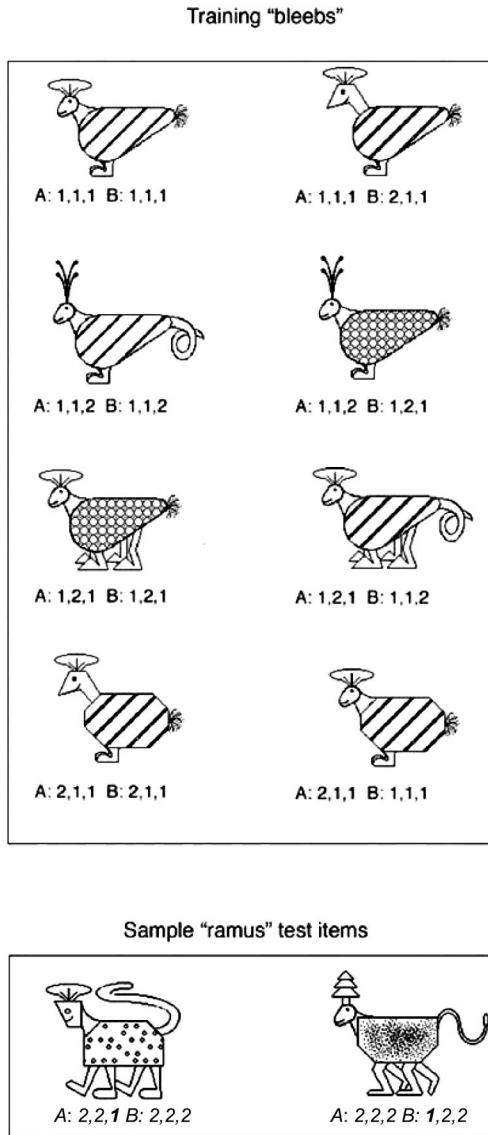 Training “bleebs”
A: 1,1,1 B: 1,1,1
A: 1,1,1 B: 2,1,1
A: 1,1,2 B: 1,1,2
A: 1,1,2 B: 1,2,1
A: 1,2,1 B: 1,2,1
A: 1,2,1 B: 1,1,2
A: 2,1,1 B: 2,1,1
A: 2,1,1 B: 1,1,1
Sample “ramus” test items
A: 2,2,1 B: 2,2,2
A: 2,2,2 B: 1,2,2